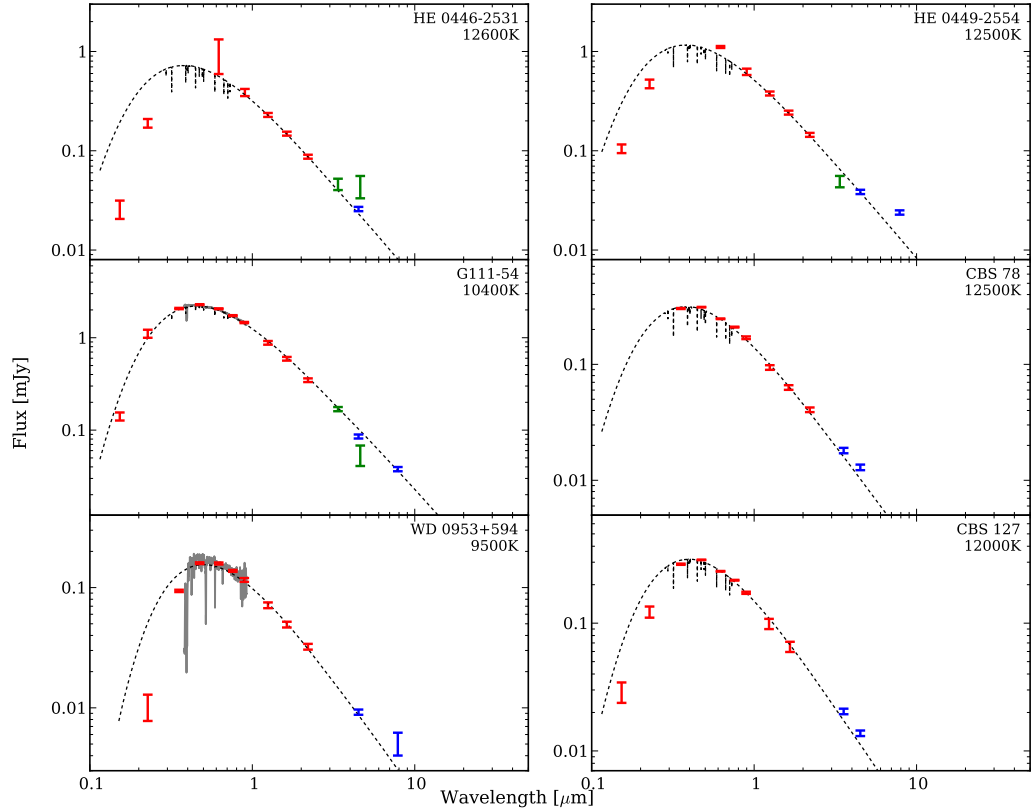 HE 0446-2531
12600K
1
0.1
0.01
HE 0449-2554
12500K
1
0.1
0.01
G111-54
10400K
1
0.1
CBS 78
12500K
0.1
0.01
WD 0953+594
9500K
0.1
0.01
0.1
1
10
CBS 127
12000K
0.1
0.01
0.1
1
10
Flux [mJy]
Wavelength [μm]